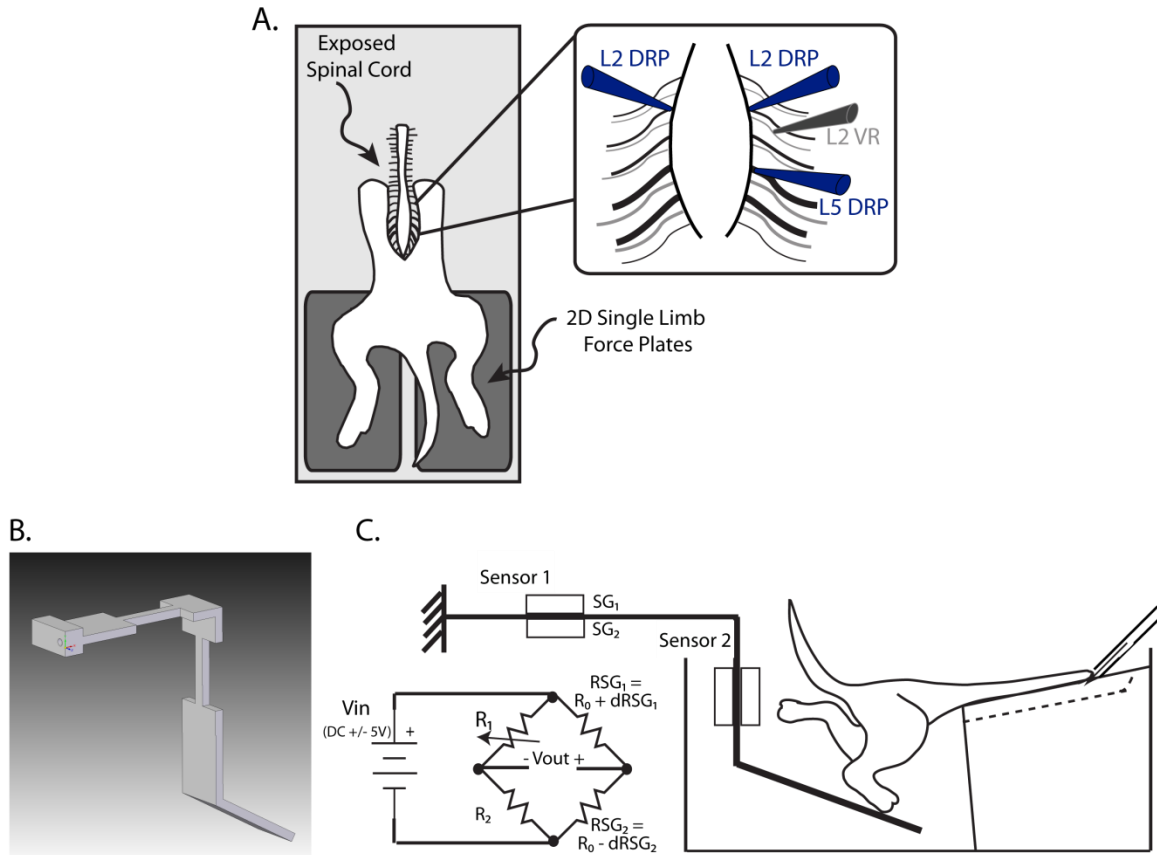 A.
Exposed
Spinal Cord
L2 DRP
L2 DRP
L2 VR
L5 DRP
2D Single Limb
Force Plates
B.
C.
Sensor 1
SG₁
SG₂
Sensor 2
Vin
(DC +/- 5V)
+
R₁
RSG₁ =
R₀ + dRSG₁
- Vout +
R₂
RSG₂ =
R₀ - dRSG₂